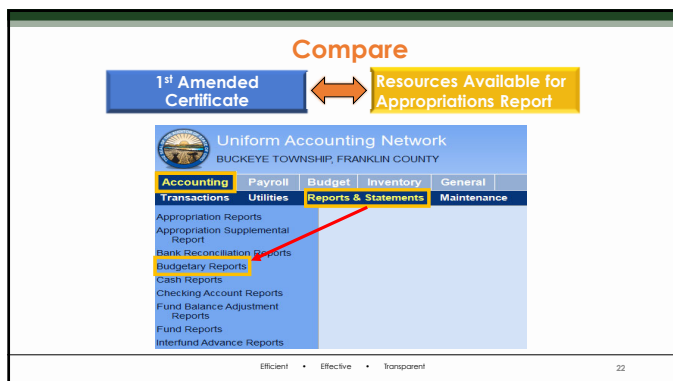 Compare
1st Amended
Certificate
Resources Available for
Appropriations Report
Uniform Accounting Network
BUCKEYE TOWNSHIP, FRANKLIN COUNTY
Accounting Payroll Budget Inventory General
Transactions Utilities Reports & Statements Maintenance
Appropriation Reports
Appropriation Supplemental
Report
Bank Reconciliation Reports
Budgetary Reports
Cash Reports
Checking Account Reports
Fund Balance Adjustment
Reports
Fund Reports
Interfund Advance Reports
Efficient • Effective • Transparent
22